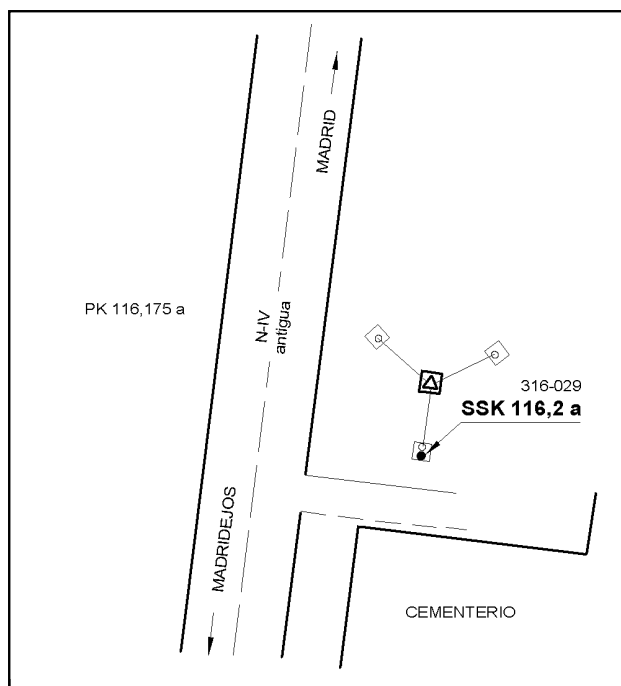 MADRID
PK 116,175 a
N-IV
antigua
316-029
SSK 116,2 a
MADRIDEJOS
CEMENTERIO